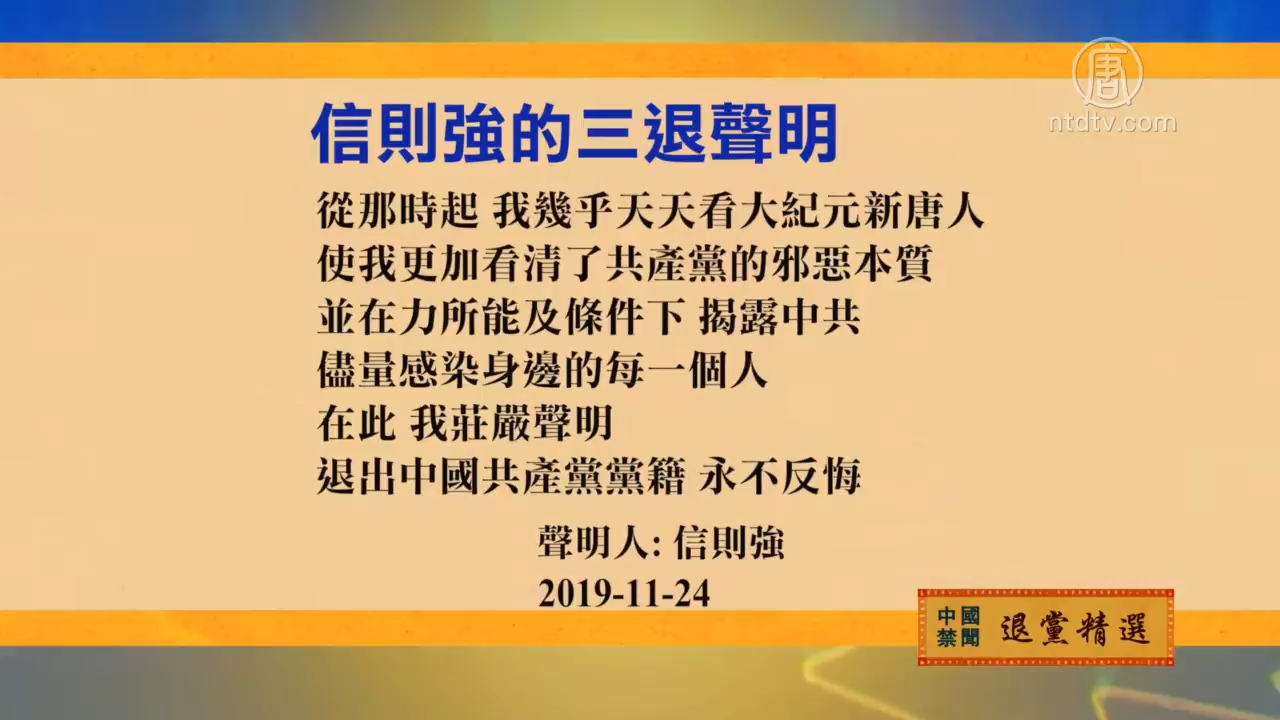 唐
ntdtv.com
信則強的三退聲明
從那時起 我幾乎天天看大紀元新唐人
使我更加看清了共產黨的邪惡本質
並在力所能及條件下 揭露中共
儘量感染身邊的每一個人
在此 我莊嚴聲明
退出中國共產黨黨籍 永不反悔
聲明人: 信則強
2019-11-24
中國
禁聞
退黨精選